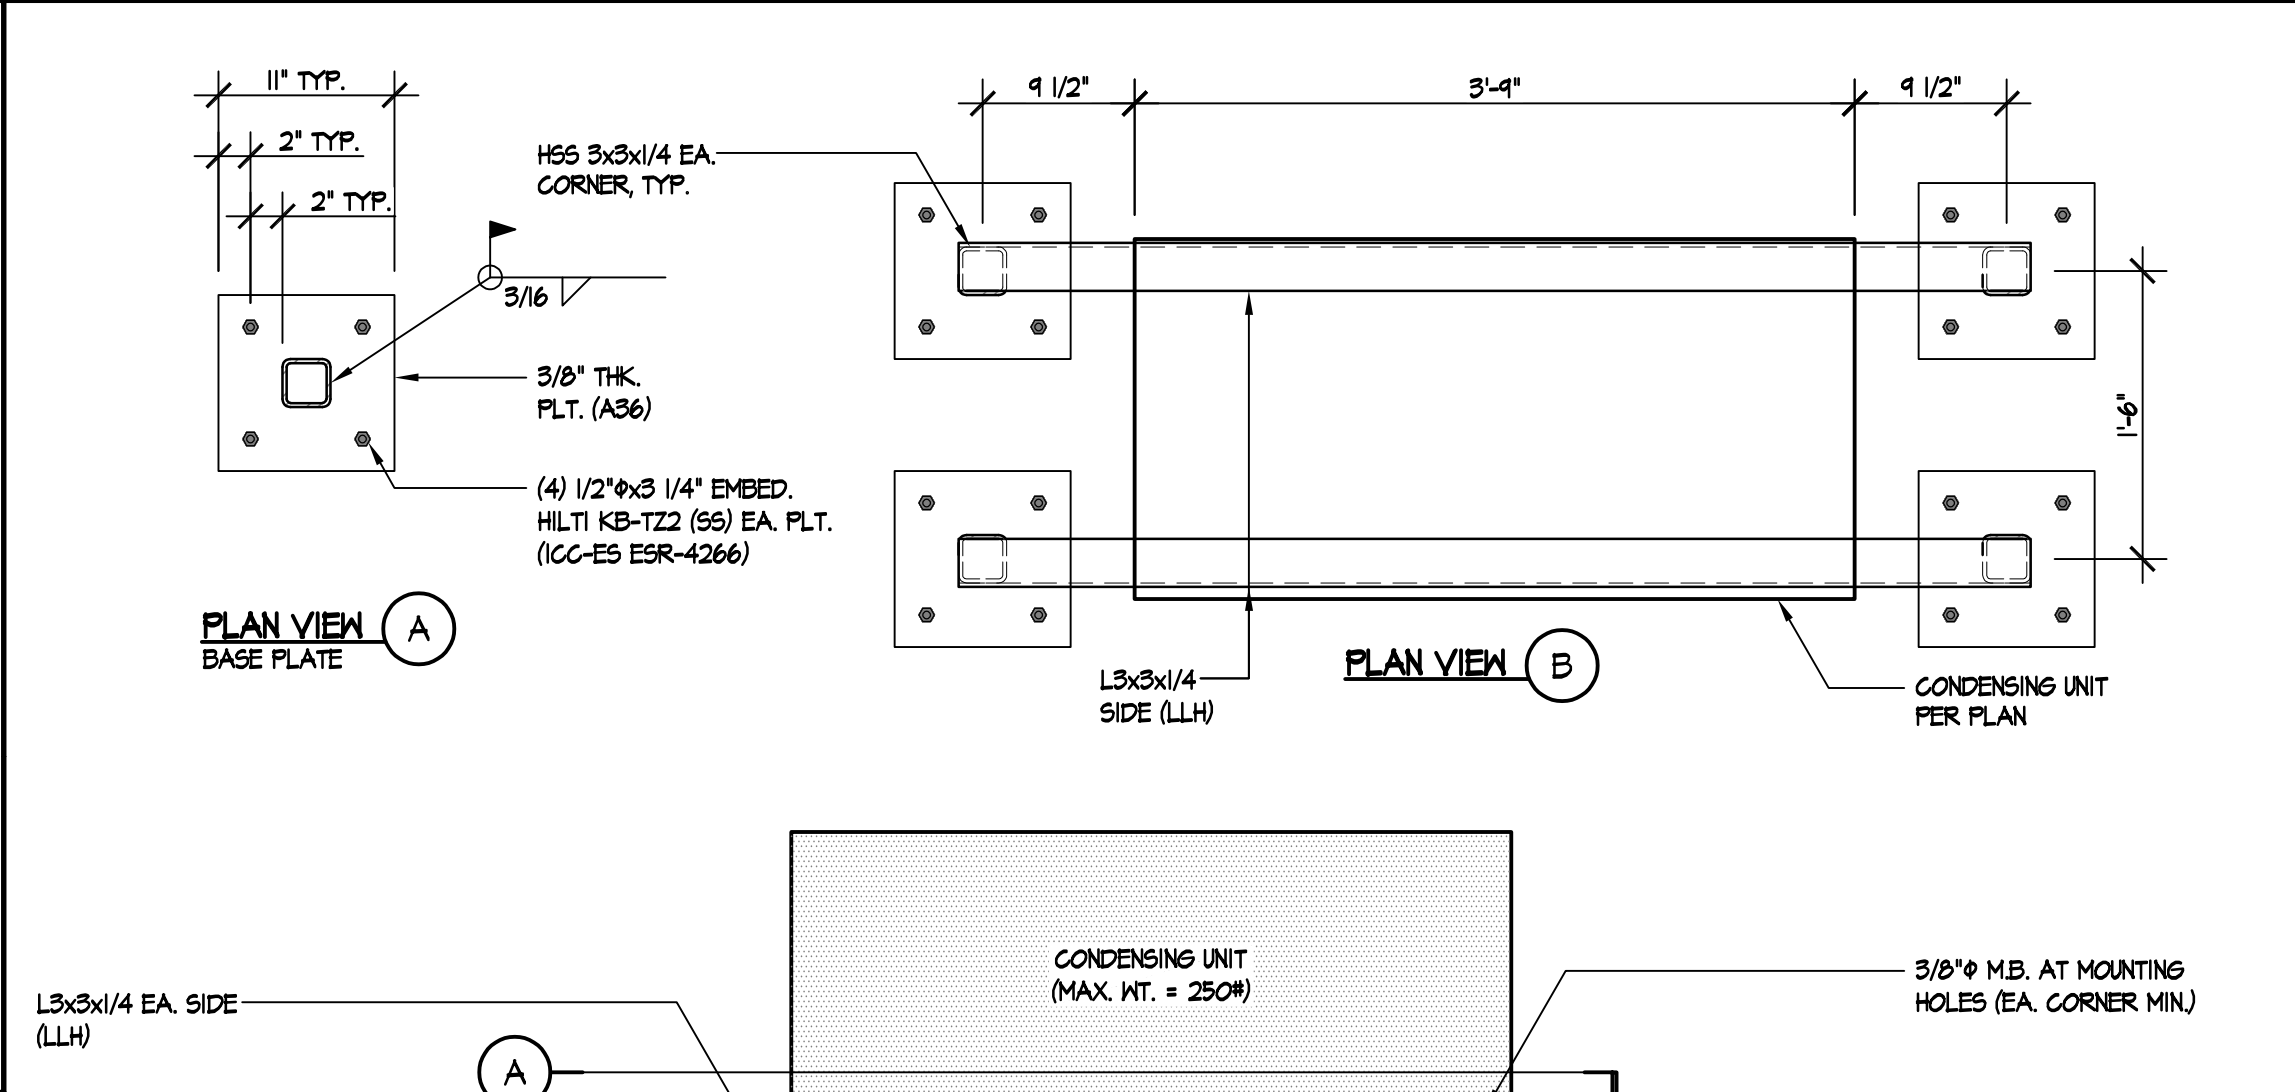 11" TYP.
2" TYP.
2" TYP.
3/16
3/8" THK.
PLT. (A36)
(4) 1/2"Φx3 1/4" EMBED.
HILTI KB-TZ2 (SS) EA. PLT.
(ICC-ES ESR-4266)
PLAN VIEW
A
BASE PLATE
HSS 3x3x1/4 EA.
CORNER, TYP.
9 1/2"
3'-9"
9 1/2"
1'-6"
L3x3x1/4
SIDE (LLH)
PLAN VIEW
B
CONDENSING UNIT
PER PLAN
CONDENSING UNIT
(MAX. WT. = 250#)
L3x3x1/4 EA. SIDE
(LLH)
A
3/8"Φ M.B. AT MOUNTING
HOLES (EA. CORNER MIN.)